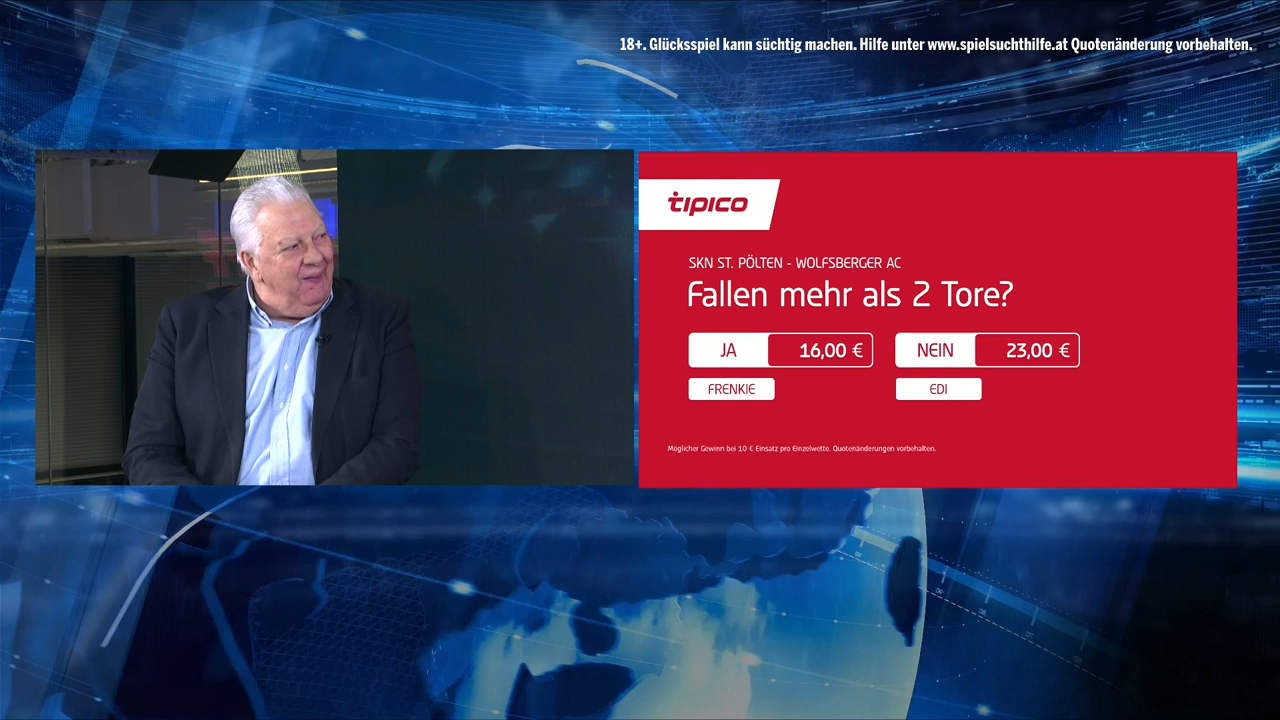 18+. Glücksspiel kann süchtig machen. Hilfe unter www.spielsuchthilfe.at Quotenänderung vorbehalten.
tipico
SKN ST. PÖLTEN - WOLFSBERGER AC
Fallen mehr als 2 Tore?
JA 16,00 € NEIN 23,00 €
FRENKIE EDI
Möglicher Gewinn bei 10 € Einsatz pro Einzelwette. Quotenänderungen vorbehalten.